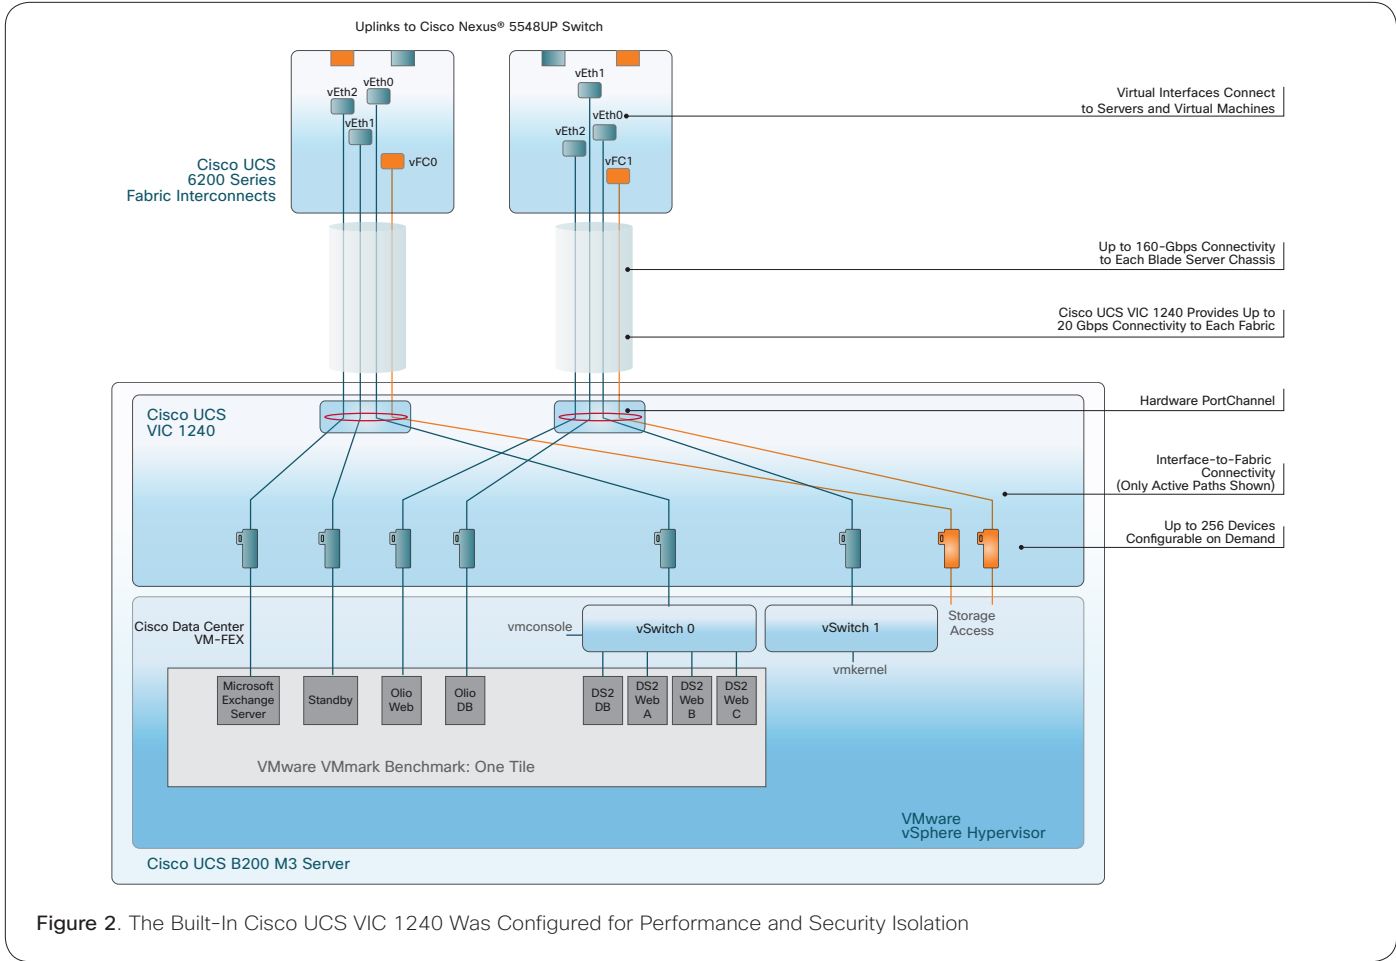 Uplinks to Cisco Nexus® 5548UP Switch
vEth2
vEth0
vEth1
vFC0
vEth1
vEth0
vEth2
vFC1
Virtual Interfaces Connect
to Servers and Virtual Machines
Cisco UCS
6200 Series
Fabric Interconnects
Up to 160-Gbps Connectivity
to Each Blade Server Chassis
Cisco UCS VIC 1240 Provides Up to
20 Gbps Connectivity to Each Fabric
Hardware PortChannel
Cisco UCS
VIC 1240
Interface-to-Fabric
Connectivity
(Only Active Paths Shown)
Up to 256 Devices
Configurable on Demand
Cisco Data Center
VM-FEX
vmconsole
vSwitch 0
vSwitch 1
Storage
Access
vmkernel
Microsoft
Exchange
Server
Standby
Olio
Web
Olio
DB
DS2
DB
DS2
Web
A
DS2
Web
B
DS2
Web
C
VMware VMmark Benchmark: One Tile
VMware
vSphere Hypervisor
Cisco UCS B200 M3 Server
Figure 2. The Built-In Cisco UCS VIC 1240 Was Configured for Performance and Security Isolation